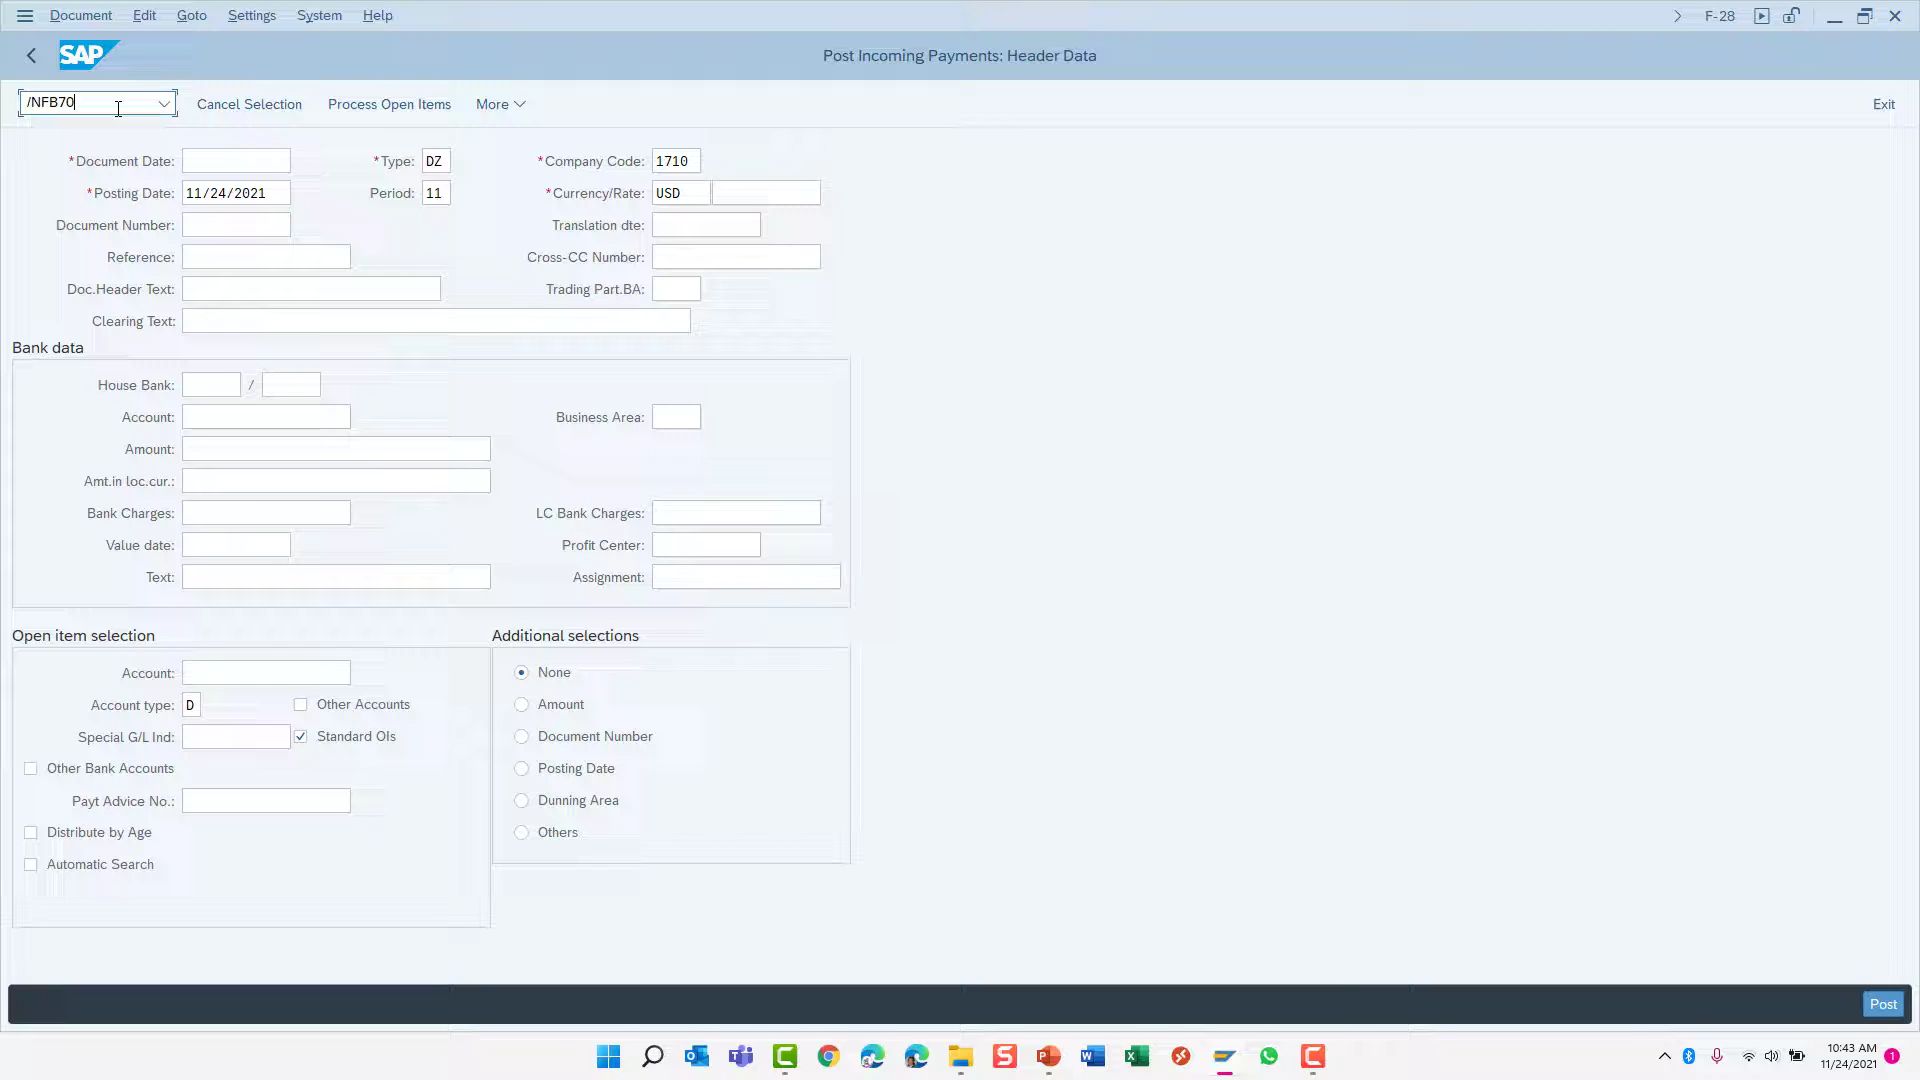 Document Edit Goto Settings System Help F-28
SAP Post Incoming Payments: Header Data
/NFB70 Cancel Selection Process Open Items More Exit
*Document Date: *Type: DZ *Company Code: 1710
*Posting Date: 11/24/2021 Period: 11 *Currency/Rate: USD
Document Number: Translation dte:
Reference: Cross-CC Number:
Doc.Header Text: Trading Part.BA:
Clearing Text:
Bank data
House Bank: /
Account: Business Area:
Amount:
Amt.in loc.cur.:
Bank Charges: LC Bank Charges:
Value date: Profit Center:
Text: Assignment:
Open item selection Additional selections
Account: None
Account type: D Other Accounts Amount
Special G/L Ind: Standard OIs Document Number
Other Bank Accounts Posting Date
Payt Advice No.: Dunning Area
Distribute by Age Others
Automatic Search
Post
10:43 AM
11/24/2021 1